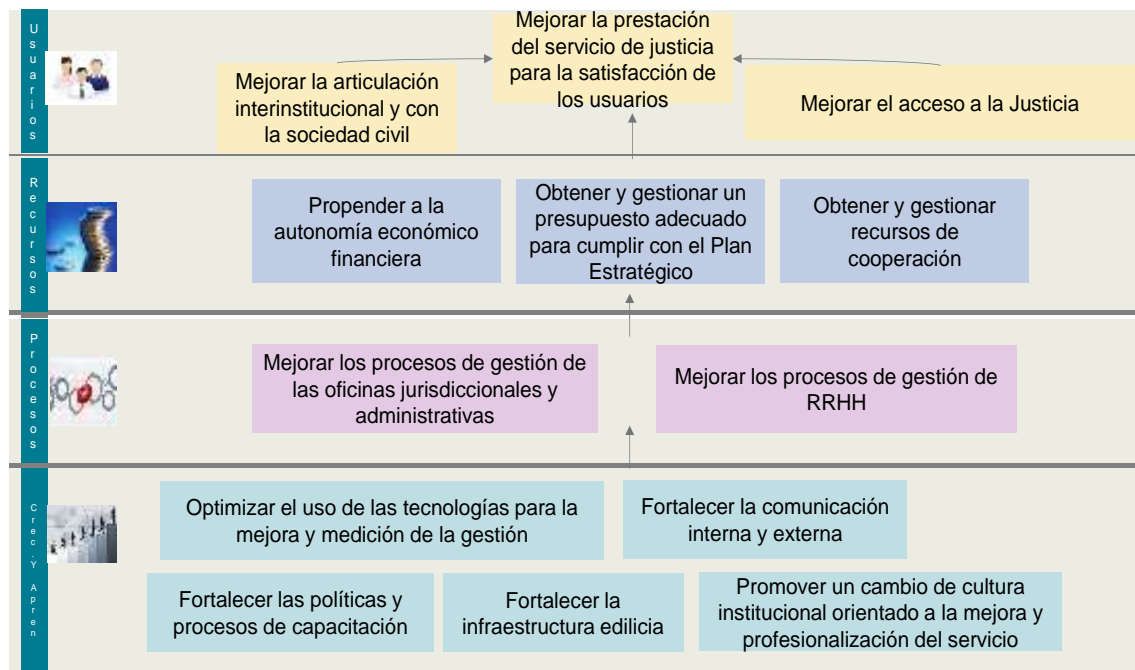 Usuarios
Mejorar la prestación
del servicio de justicia
para la satisfacción de
los usuarios
Mejorar la articulación
interinstitucional y con
la sociedad civil
Mejorar el acceso a la Justicia
Recursos
Propender a la
autonomía económico
financiera
Obtener y gestionar un
presupuesto adecuado
para cumplir con el Plan
Estratégico
Obtener y gestionar
recursos de
cooperación
Procesos
Mejorar los procesos de gestión de
las oficinas jurisdiccionales y
administrativas
Mejorar los procesos de gestión de
RRHH
Crec. Y Apren
Optimizar el uso de las tecnologías para la
mejora y medición de la gestión
Fortalecer la comunicación
interna y externa
Fortalecer las políticas y
procesos de capacitación
Fortalecer la
infraestructura edilicia
Promover un cambio de cultura
institucional orientado a la mejora y
profesionalización del servicio